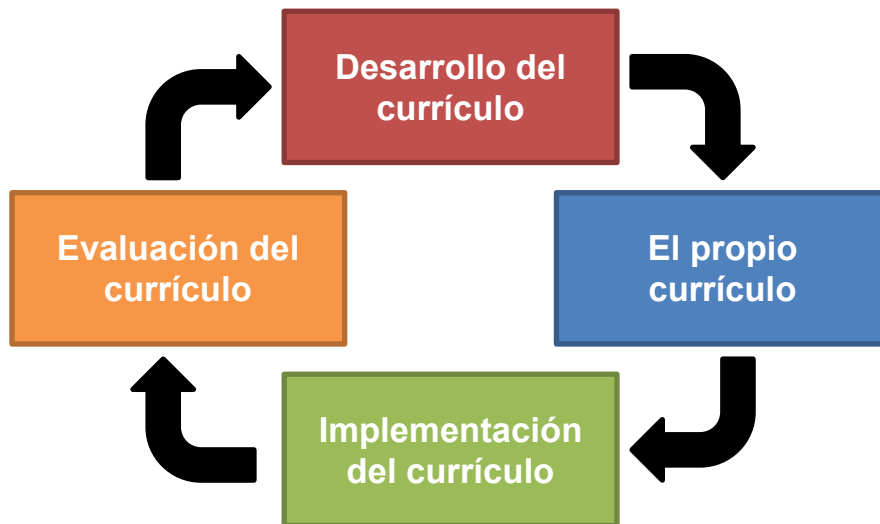 Desarrollo del
currículo
Evaluación del
currículo
El propio
currículo
Implementación
del currículo